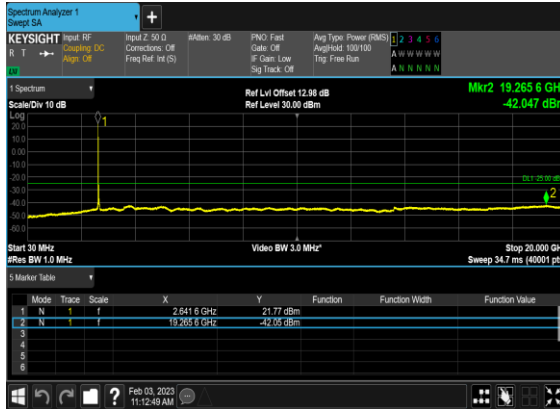 Spectrum Analyzer 1
Swept SA
+
KEYSIGHT Input: RF Input Z: 50 Ω #Atten: 30 dB PNO: Fast Avg Type: Power (RMS) 1 2 3 4 5 6
R T Coupling: DC Corrections: Off Gate: Off Avg|Hold: 100/100 A W W W W W
Align: Off Freq Ref: Int (S) IF Gain: Low Trig: Free Run
LU Sig Track: Off A N N N N N
1 Spectrum Ref Lvl Offset 12.98 dB Mkr2 19.265 6 GH
Scale/Div 10 dB Ref Level 30.00 dBm -42.047 dB
Log
1
20.0
10.0
0.00
-10.0
-20.0
DL1 -25.00 dB
-30.0
2
-40.0
-50.0
-60.0
Start 30 MHz Video BW 3.0 MHz* Stop 20.000 GH
#Res BW 1.0 MHz Sweep 34.7 ms (40001 pt
5 Marker Table
Mode Trace Scale X Y Function Function Width Function Value
1 N 1 f 2.641 6 GHz 21.77 dBm
2 N 1 f 19.265 6 GHz -42.05 dBm
3
4
5
6
? Feb 03, 2023
11:12:49 AM